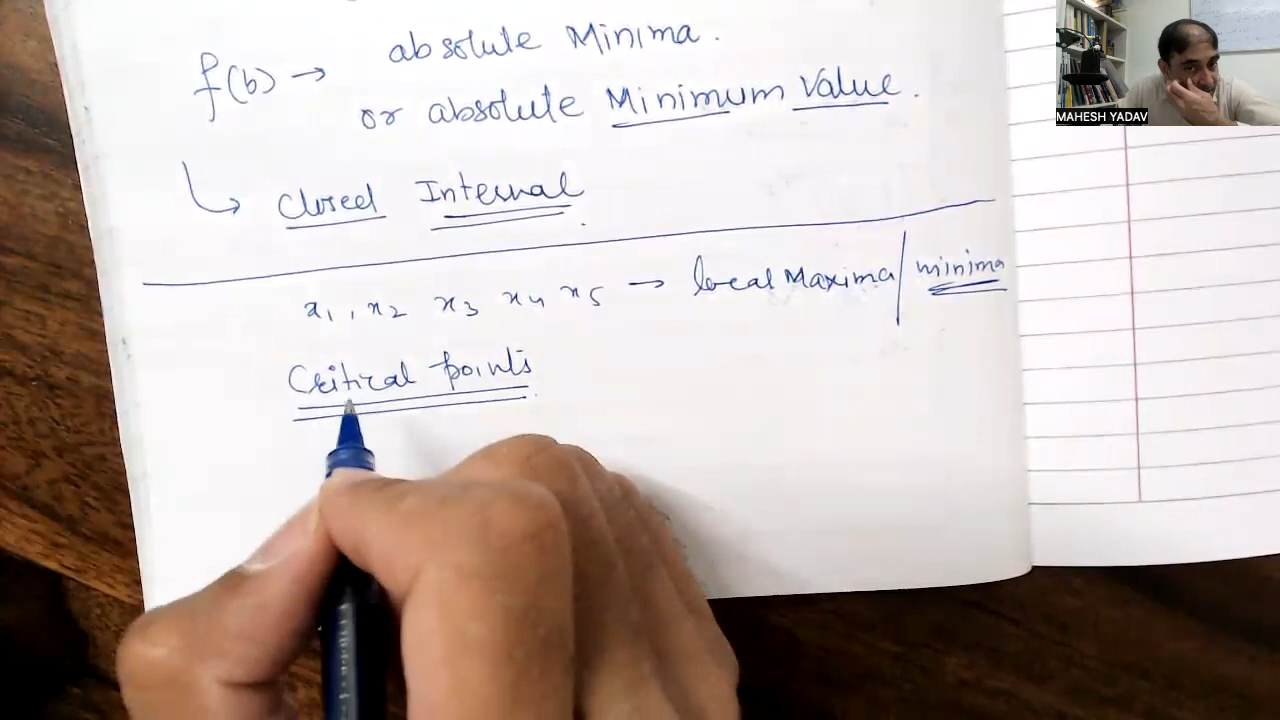 absolute Minima.
f(b) →
or absolute Minimum Value.
↳ Closed Interval.
x₁, x₂ x₃ x₄ x₅ → local Maxima / minima
Critical points.
MAHESH YADAV